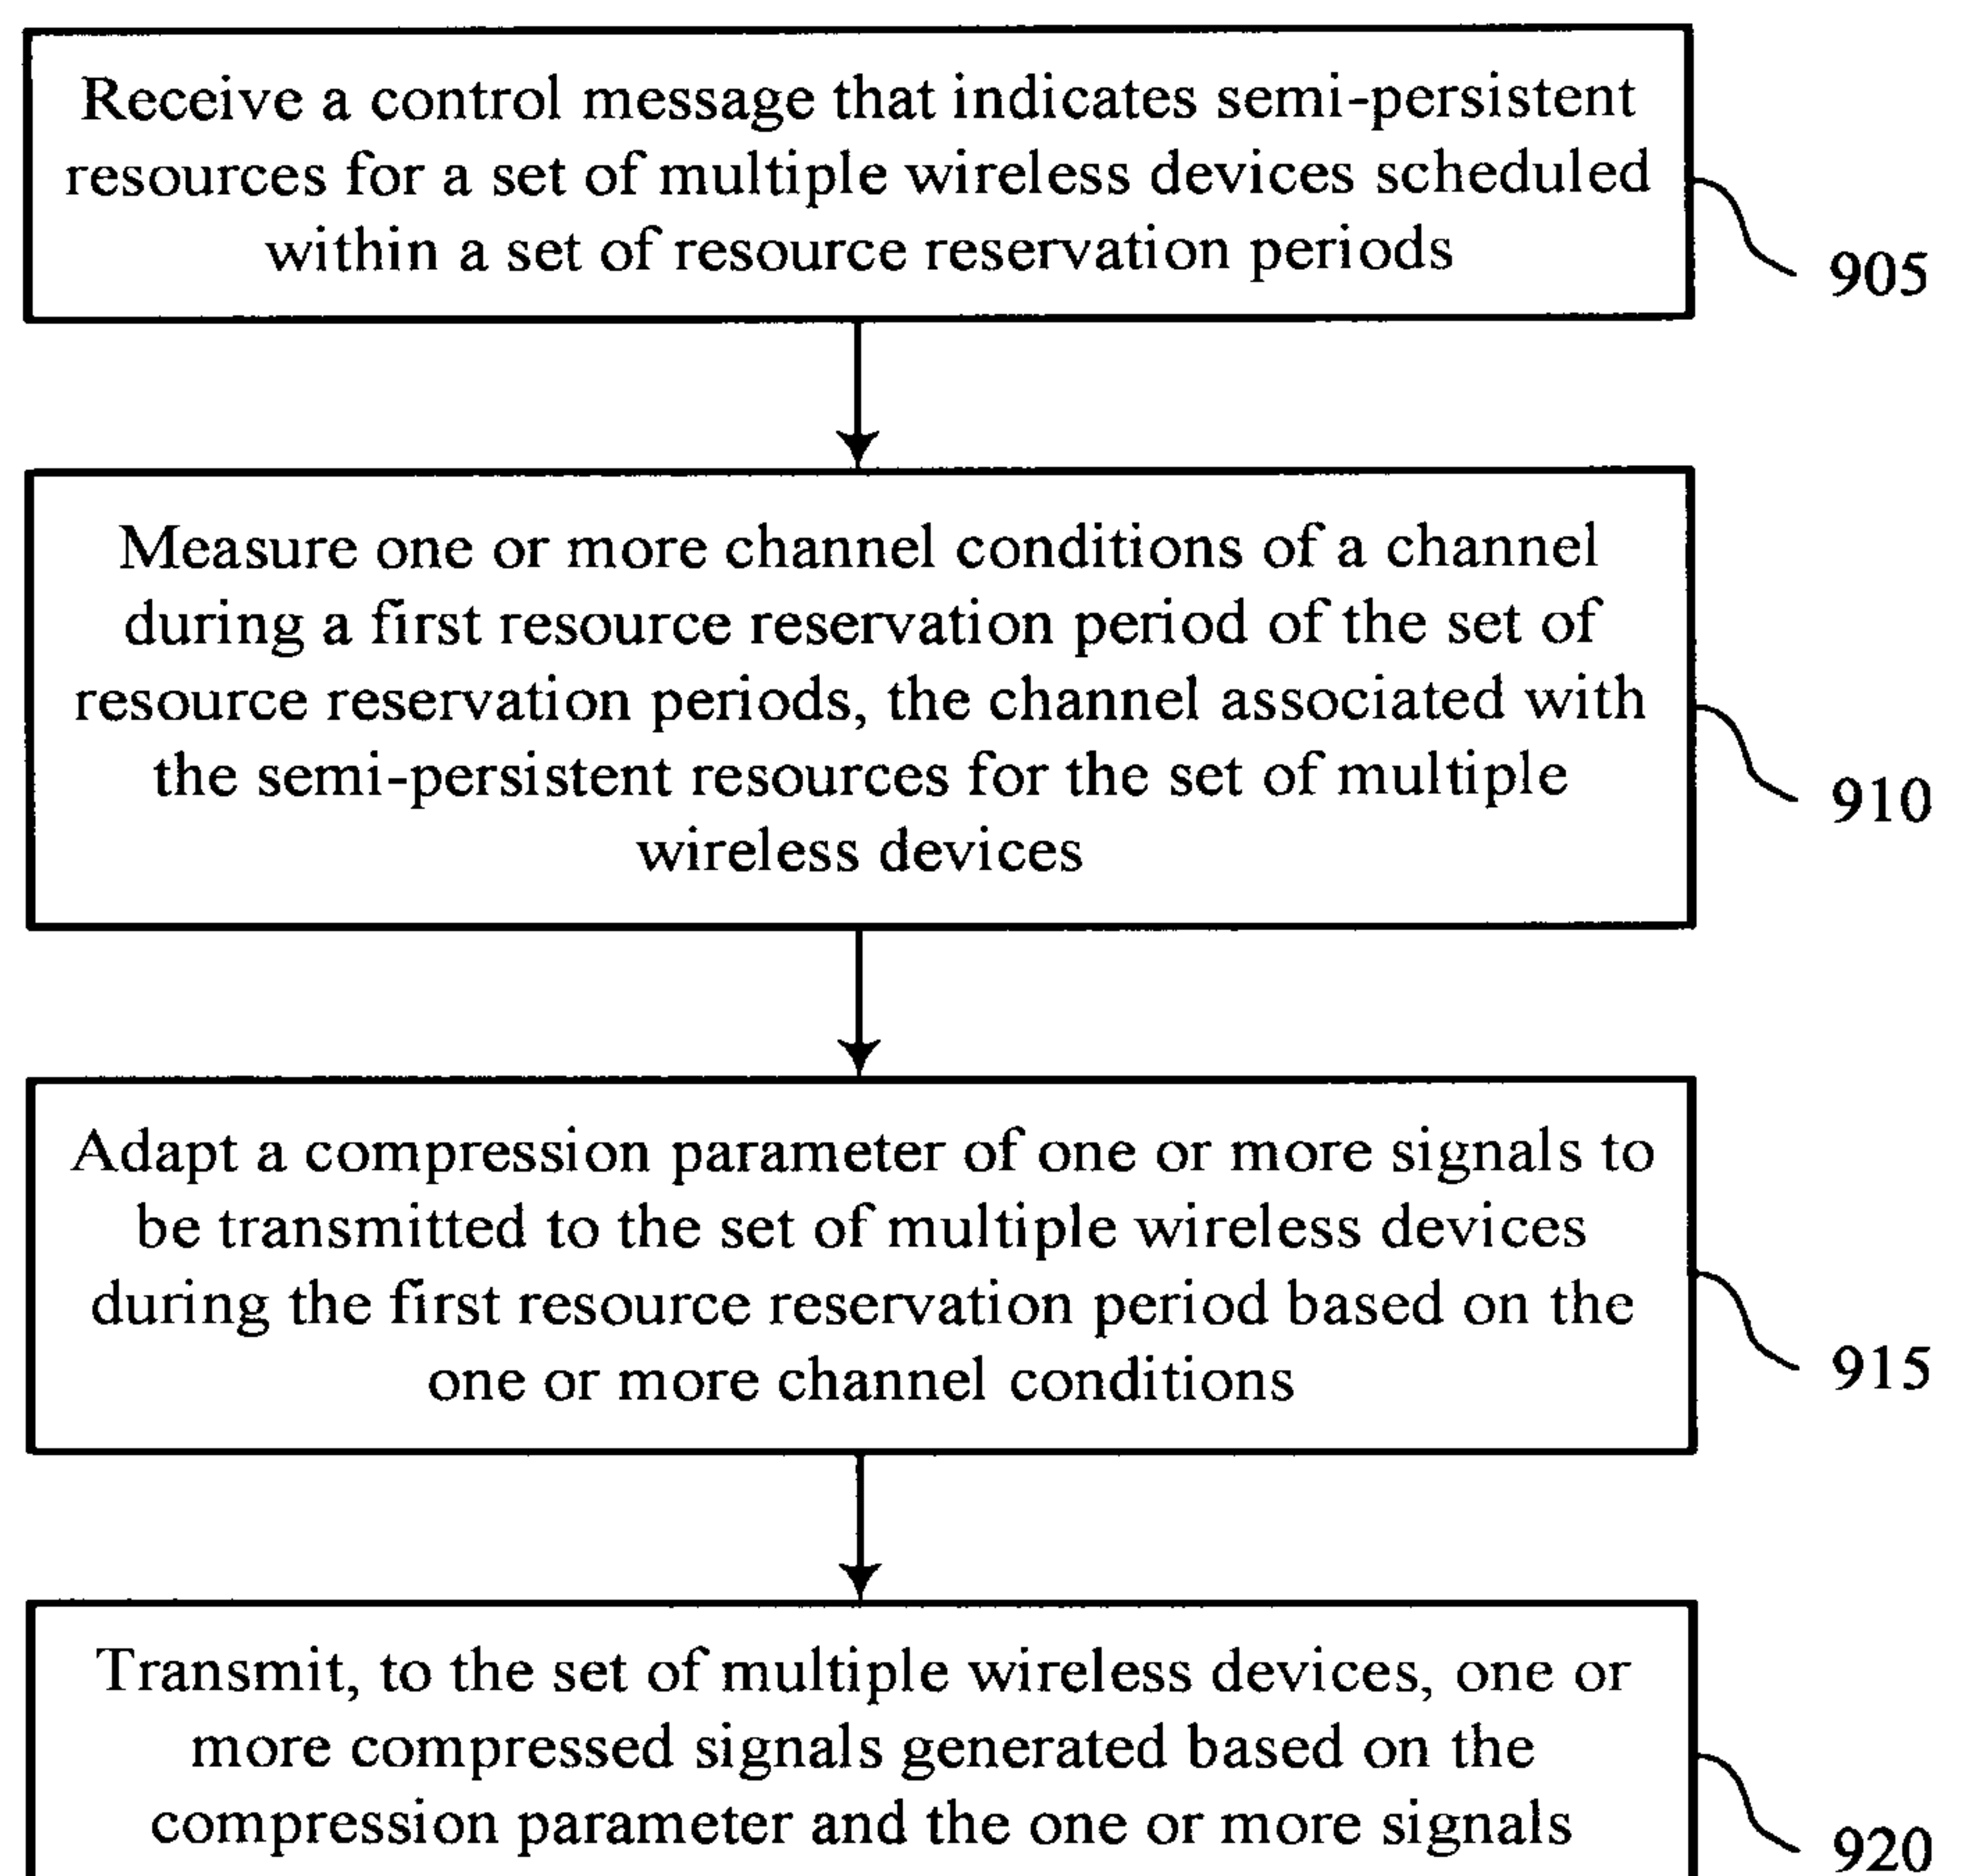 Receive a control message that indicates semi-persistent
resources for a set of multiple wireless devices scheduled
within a set of resource reservation periods
905
Measure one or more channel conditions of a channel
during a first resource reservation period of the set of
resource reservation periods, the channel associated with
the semi-persistent resources for the set of multiple
wireless devices
910
Adapt a compression parameter of one or more signals to
be transmitted to the set of multiple wireless devices
during the first resource reservation period based on the
one or more channel conditions
915
Transmit, to the set of multiple wireless devices, one or
more compressed signals generated based on the
compression parameter and the one or more signals
920